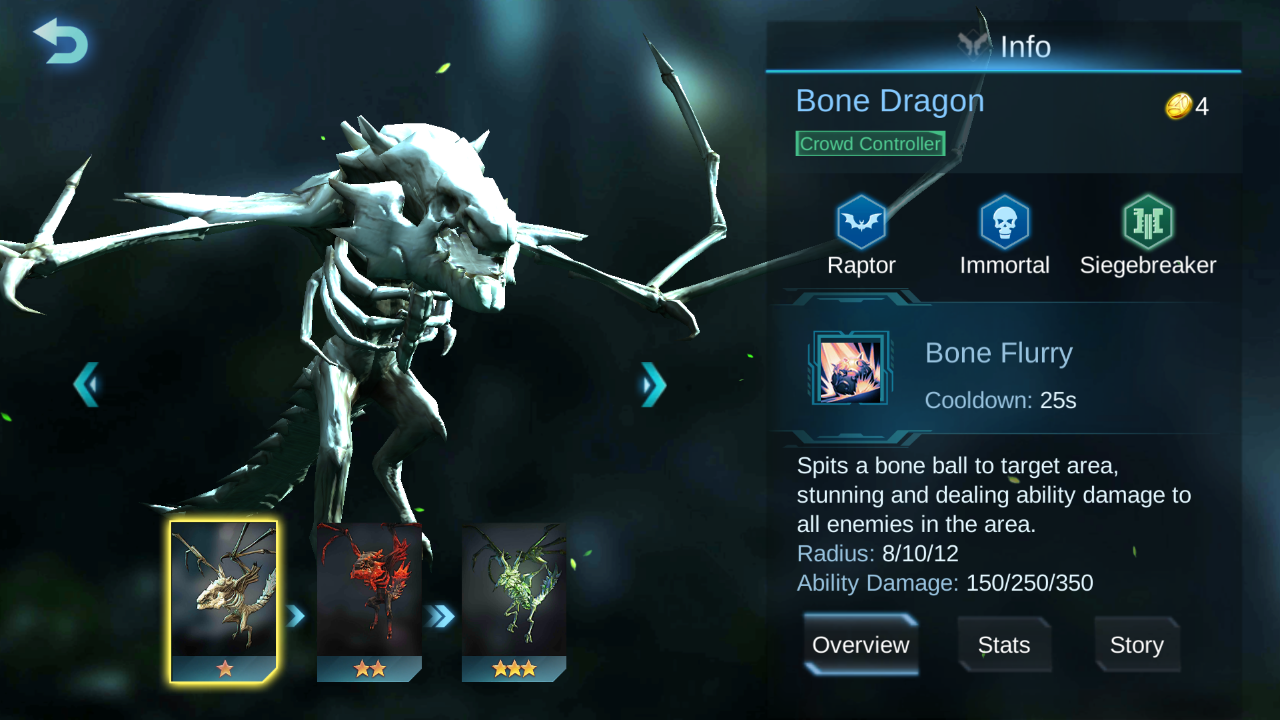 Info
Bone Dragon
4
Crowd Controller
Raptor
Immortal
Siegebreaker
Bone Flurry
Cooldown: 25s
Spits a bone ball to target area,
stunning and dealing ability damage to
all enemies in the area.
Radius: 8/10/12
Ability Damage: 150/250/350
Overview
Stats
Story